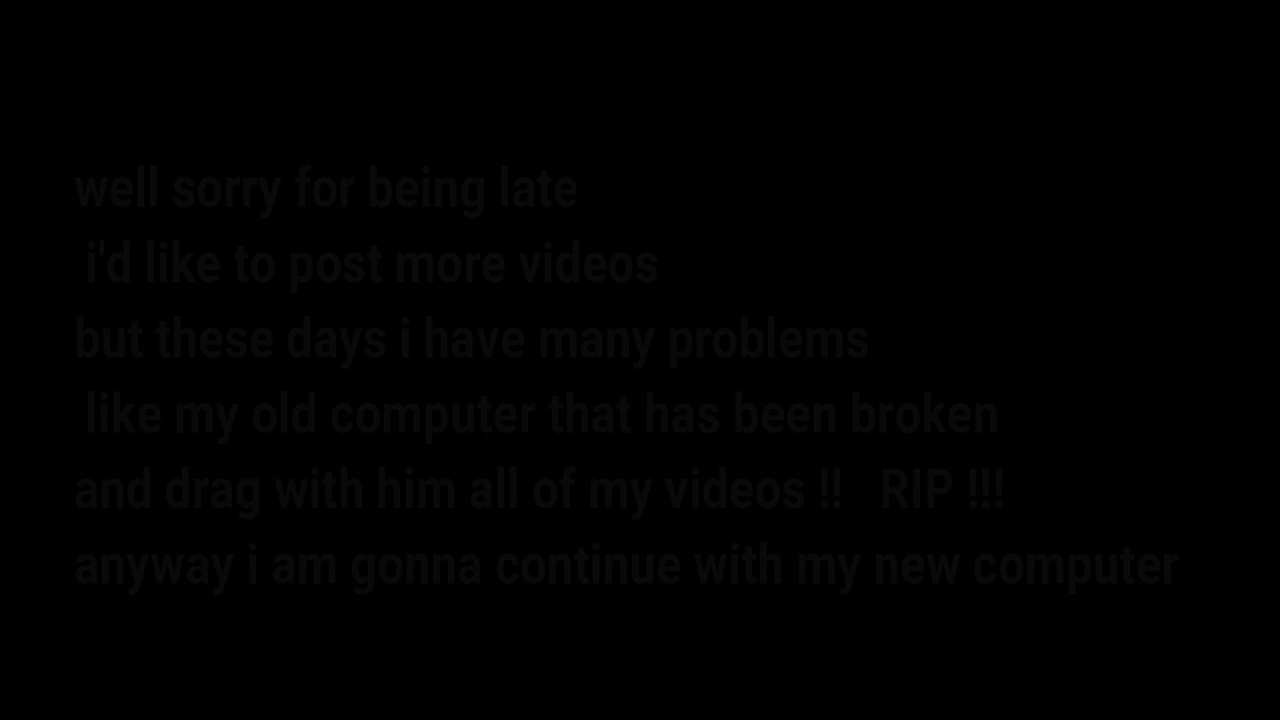 well sorry for being late
i'd like to post more videos
but these days i have many problems
like my old computer that has been broken
and drag with him all of my videos !!   RIP !!!
anyway i am gonna continue with my new computer